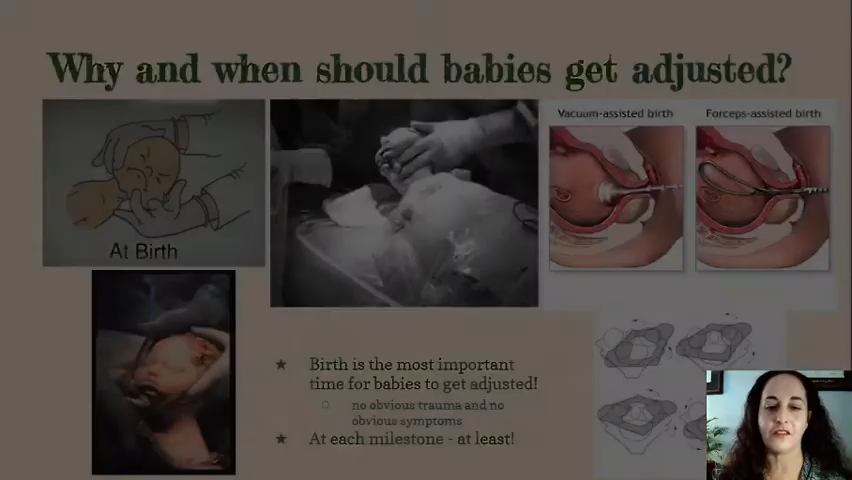 Why and when should babies get adjusted?
Vacuum-assisted birth
Forceps-assisted birth
At Birth
★ Birth is the most important
time for babies to get adjusted!
○ no obvious trauma and no
obvious symptoms
★ At each milestone - at least!